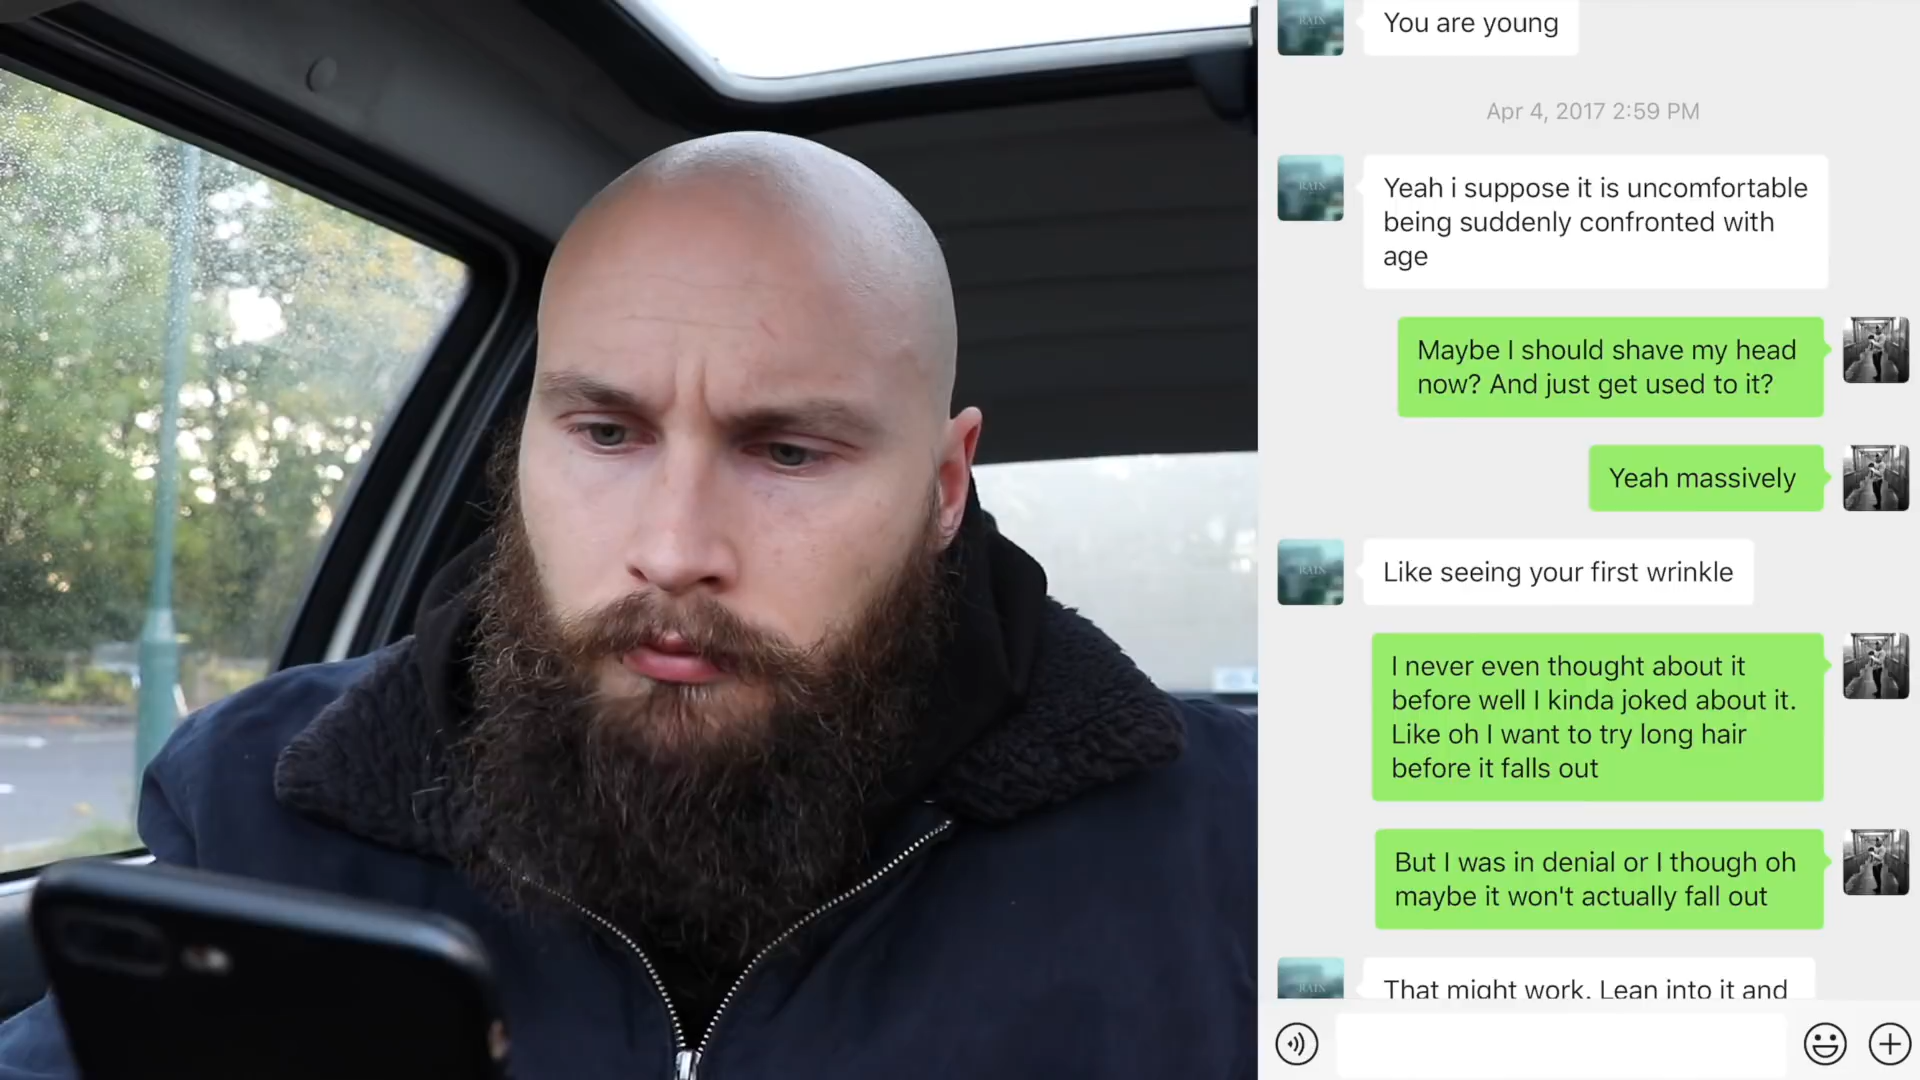 You are young
Apr 4, 2017 2:59 PM
RAIN
Yeah i suppose it is uncomfortable
being suddenly confronted with
age
Maybe I should shave my head
now? And just get used to it?
Yeah massively
RAIN
Like seeing your first wrinkle
I never even thought about it
before well I kinda joked about it.
Like oh I want to try long hair
before it falls out
But I was in denial or I though oh
maybe it won't actually fall out
RAIN
That might work. Lean into it and